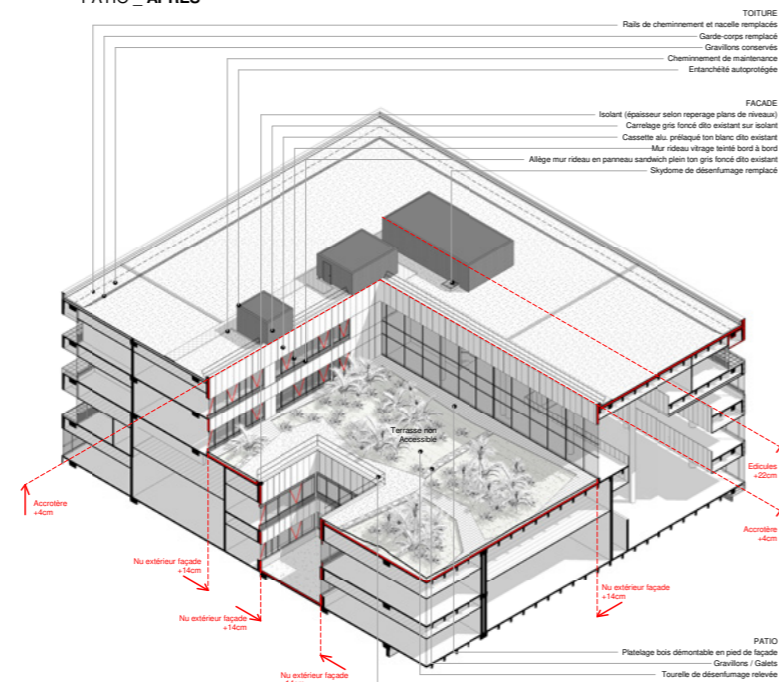 PATIO _ APRÈS
TOITURE
Rails de cheminnement et nacelle remplacés
Garde-corps remplacé
Gravillons conservés
Cheminnement de maintenance
Entanchéité autoprotégée
FACADE
Isolant (épaisseur selon reperage plans de niveaux)
Carrelage gris foncé dito existant sur isolant
Cassette alu. prélaqué ton blanc dito existant
Mur rideau vitrage teinté bord à bord
Allège mur rideau en panneau sandwich plein ton gris foncé dito existant
Skydome de désenfumage remplacé
Terrasse non
Accessible
Edicules
+22cm
Accrotère
+4cm
Accrotère
+4cm
Nu extérieur façade
+14cm
Nu extérieur façade
+14cm
Nu extérieur façade
+14cm
Nu extérieur façade
PATIO
Platelage bois démontable en pied de façade
Gravillons / Galets
Tourelle de désenfumage relevée